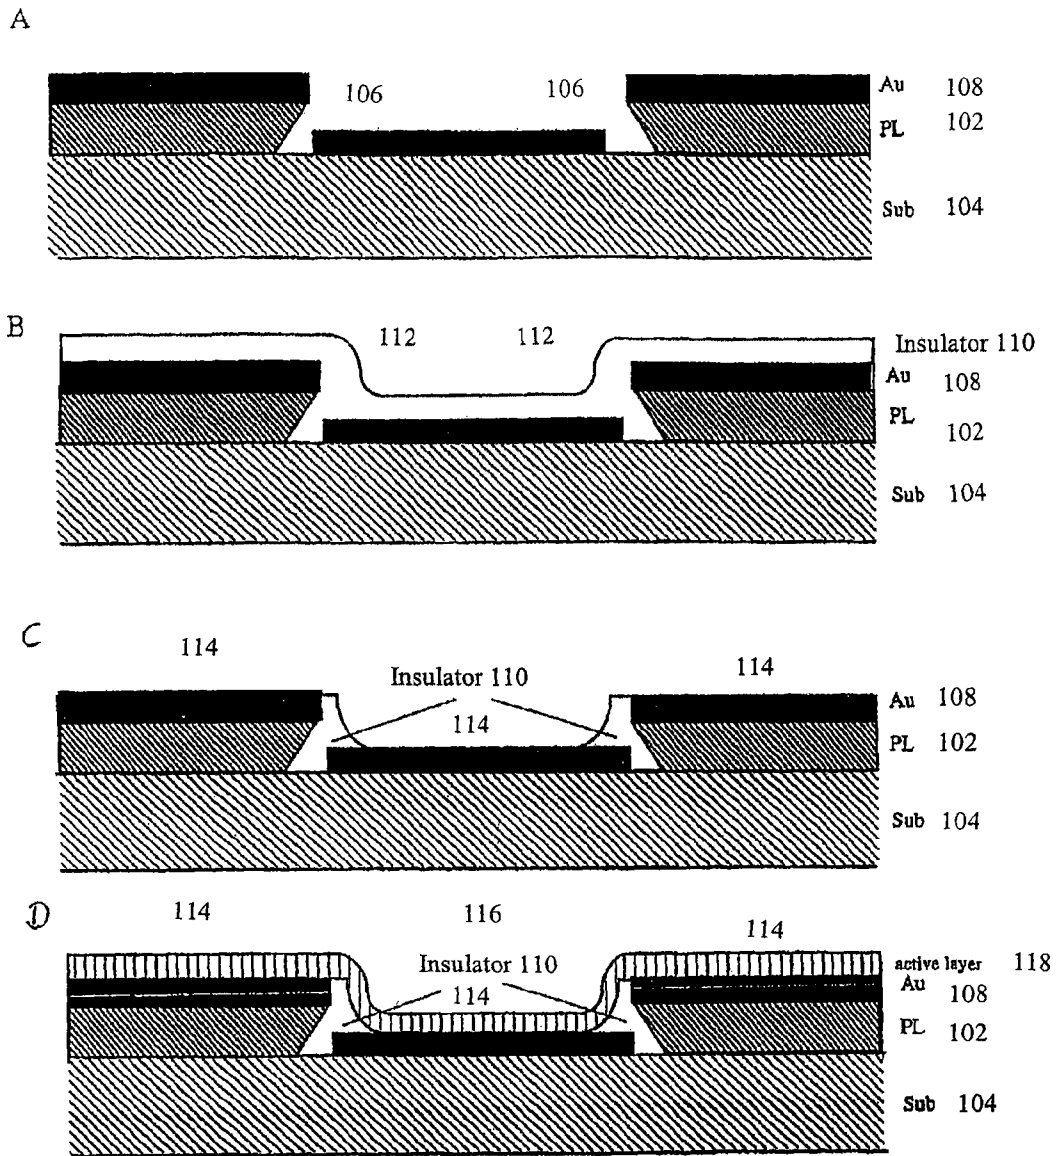 A
106 106 Au 108
PL 102
Sub 104
B
112 112 Insulator 110
Au 108
PL 102
Sub 104
C
114 114
Insulator 110
114 Au 108
PL 102
Sub 104
D
114 116 114
Insulator 110 active layer 118
114 Au 108
PL 102
Sub 104